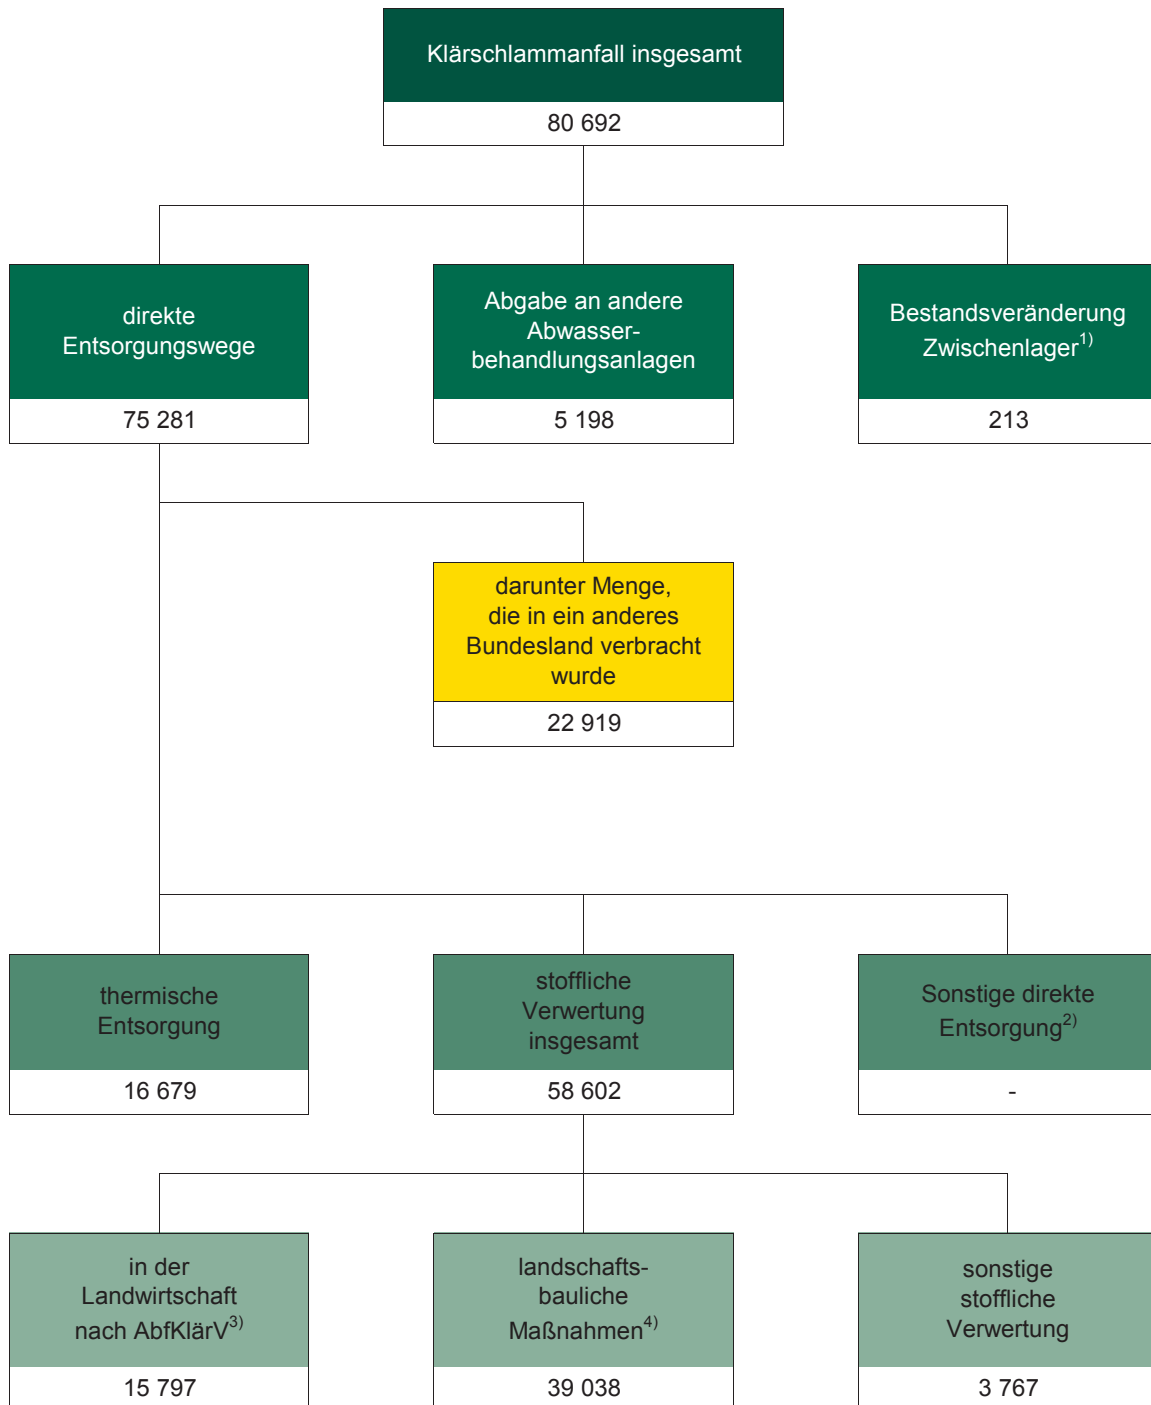 Klärschlammanfall insgesamt
80 692
direkte
Entsorgungswege
75 281
Abgabe an andere
Abwasser-
behandlungsanlagen
5 198
Bestandsveränderung
Zwischenlager1)
213
darunter Menge,
die in ein anderes
Bundesland verbracht
wurde
22 919
thermische
Entsorgung
16 679
stoffliche
Verwertung
insgesamt
58 602
Sonstige direkte
Entsorgung2)
-
in der
Landwirtschaft
nach AbfKlärV3)
15 797
landschafts-
bauliche
Maßnahmen4)
39 038
sonstige
stoffliche
Verwertung
3 767